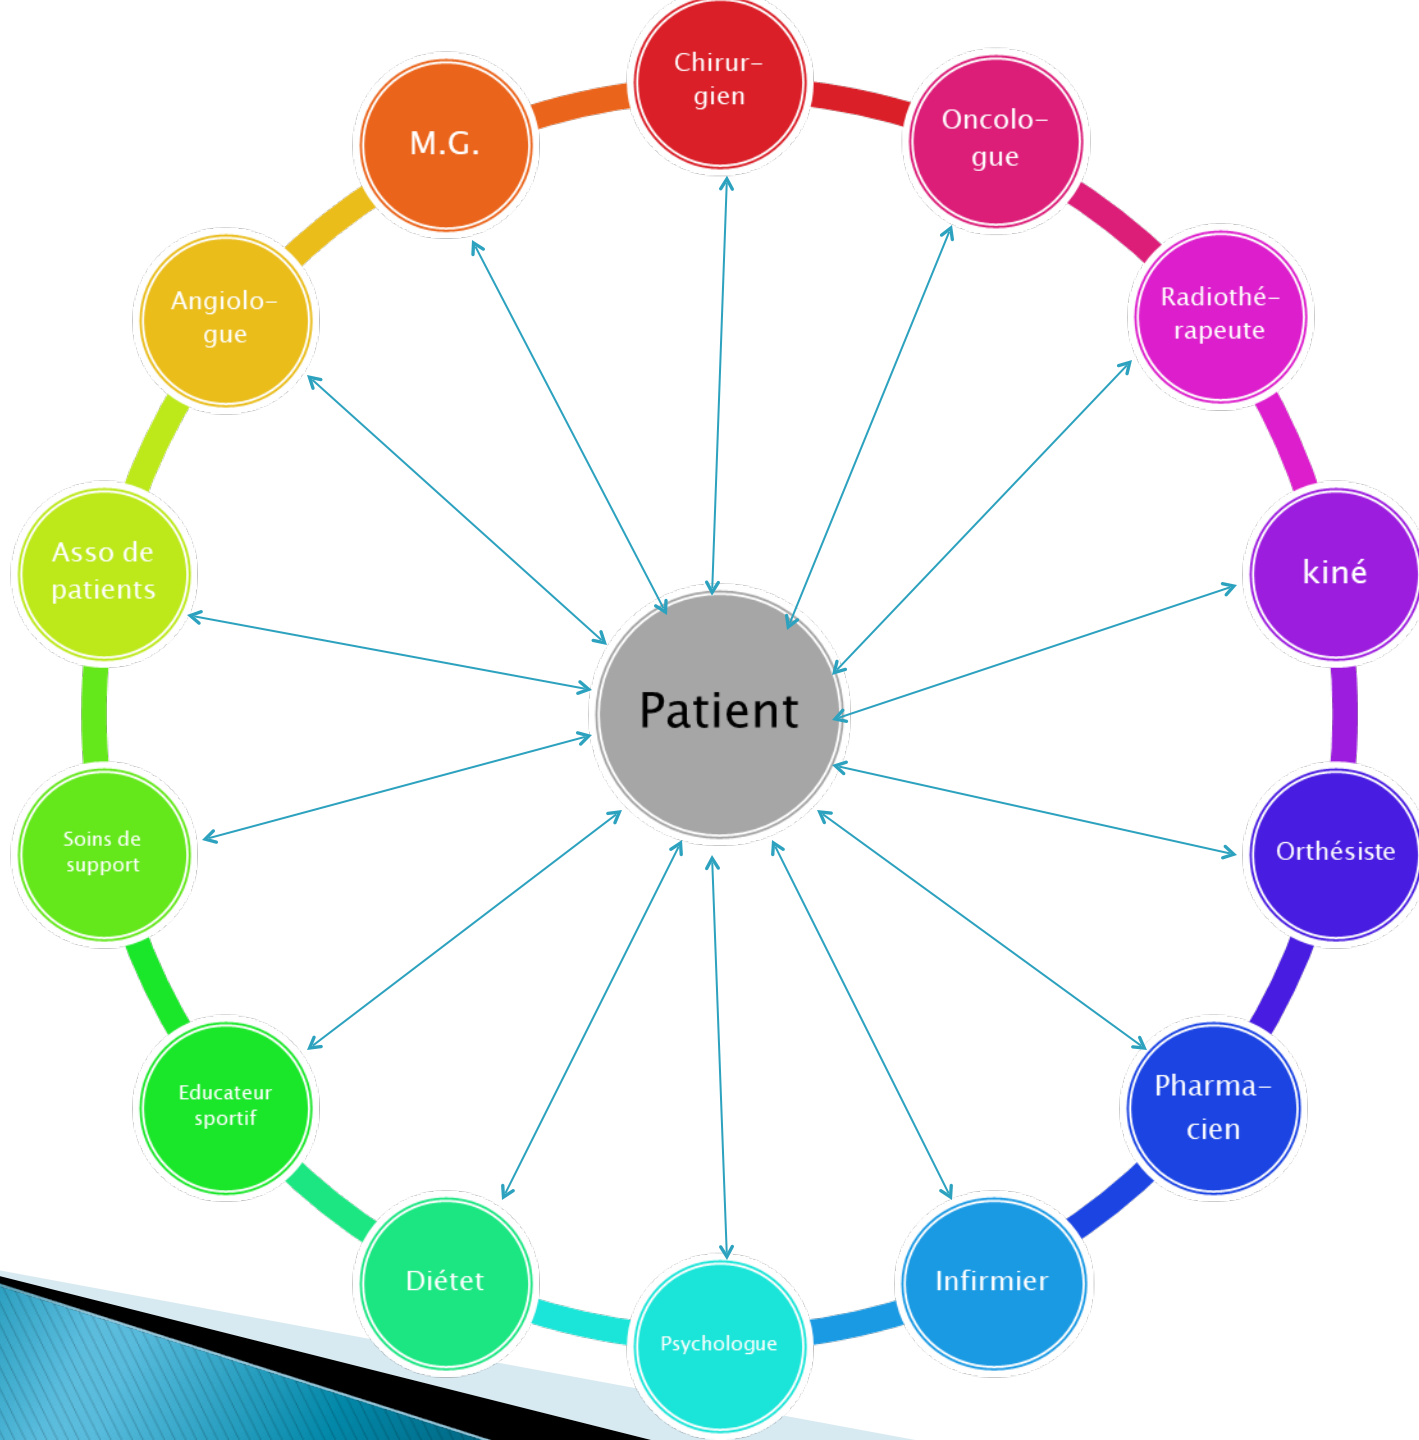 Chirur-
gien
Oncolo-
gue
Radiothé-
rapeute
kiné
Orthésiste
Pharma-
cien
Infirmier
Psychologue
Diétet
Educateur
sportif
Soins de
support
Asso de
patients
Angiolo-
gue
M.G.
Patient